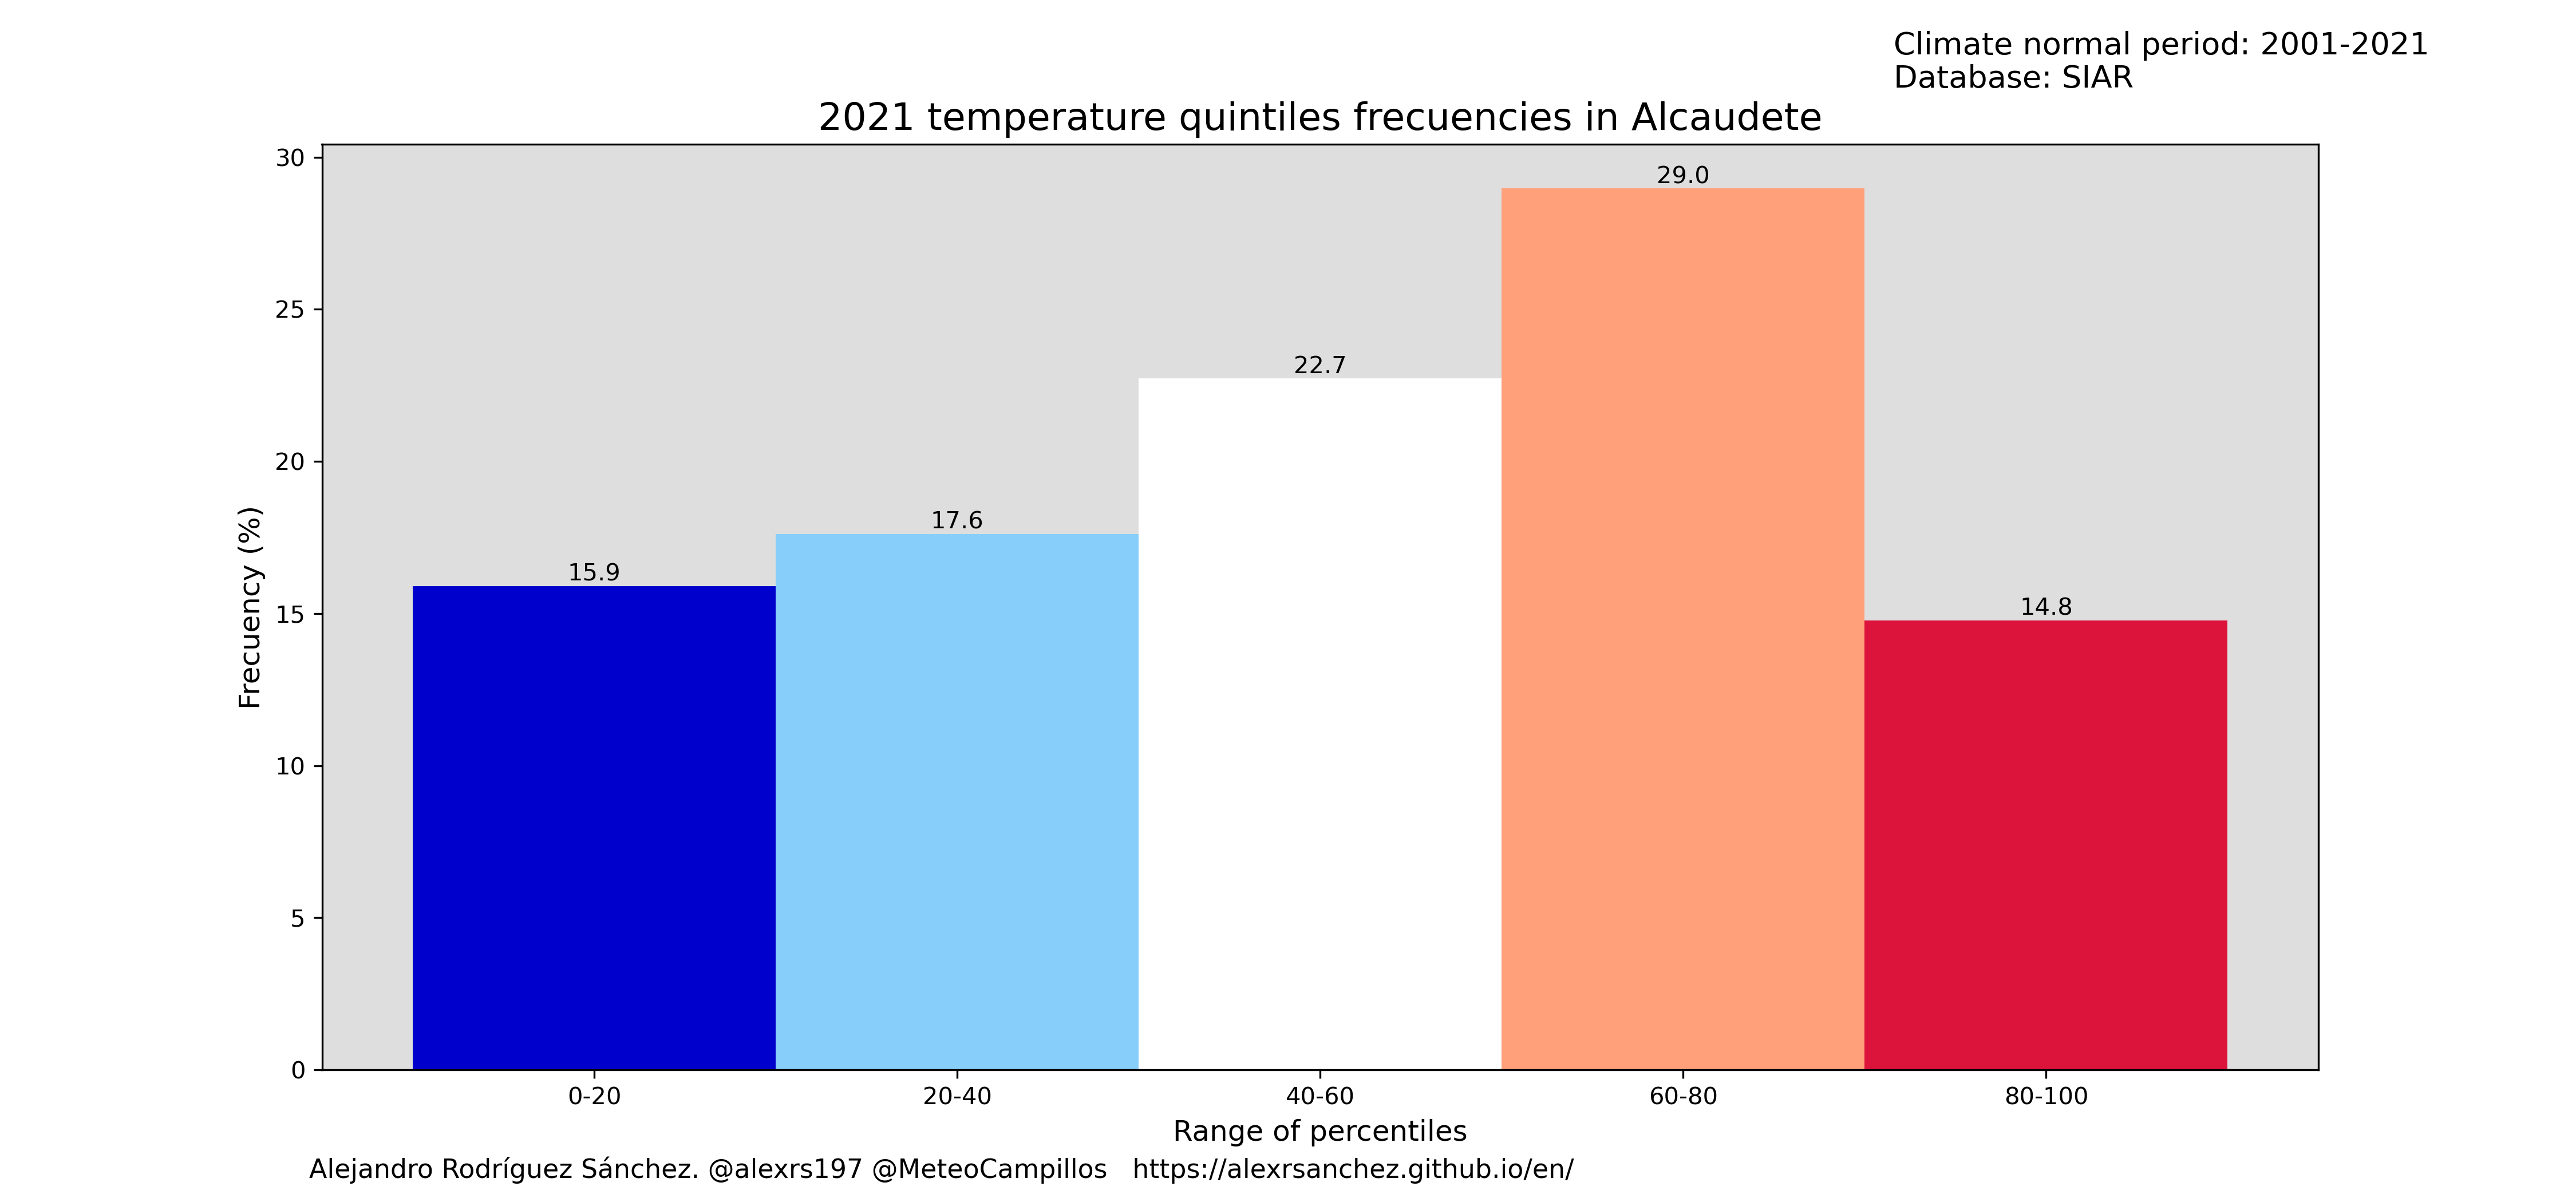 Climate normal period: 2001-2021
Database: SIAR
2021 temperature quintiles frecuencies in Alcaudete
30
25
20
15
10
5
0
Frecuency (%)
15.9
17.6
22.7
29.0
14.8
0-20
20-40
40-60
60-80
80-100
Range of percentiles
Alejandro Rodríguez Sánchez. @alexrs197 @MeteoCampillos   https://alexrsanchez.github.io/en/